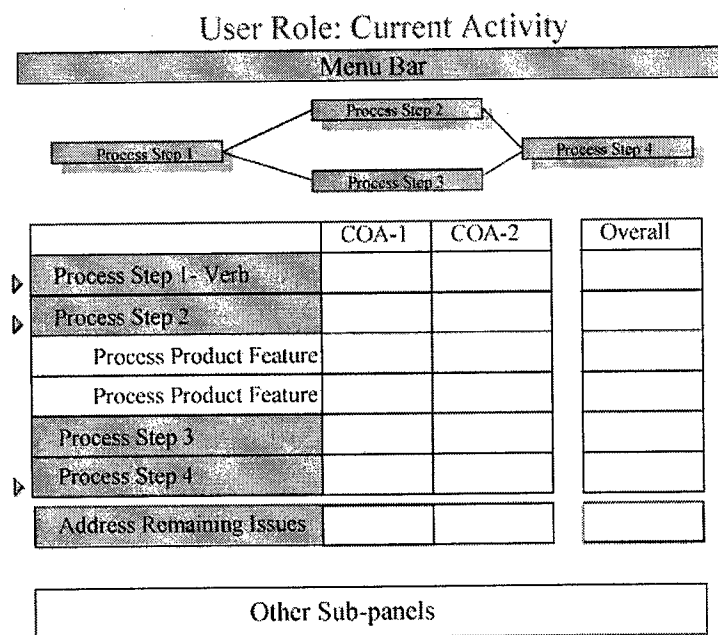 User Role: Current Activity
Menu Bar
Process Step 2
Process Step 1
Process Step 4
Process Step 3
COA-1 COA-2 Overall
Process Step 1- Verb
Process Step 2
Process Product Feature
Process Product Feature
Process Step 3
Process Step 4
Address Remaining Issues
Other Sub-panels